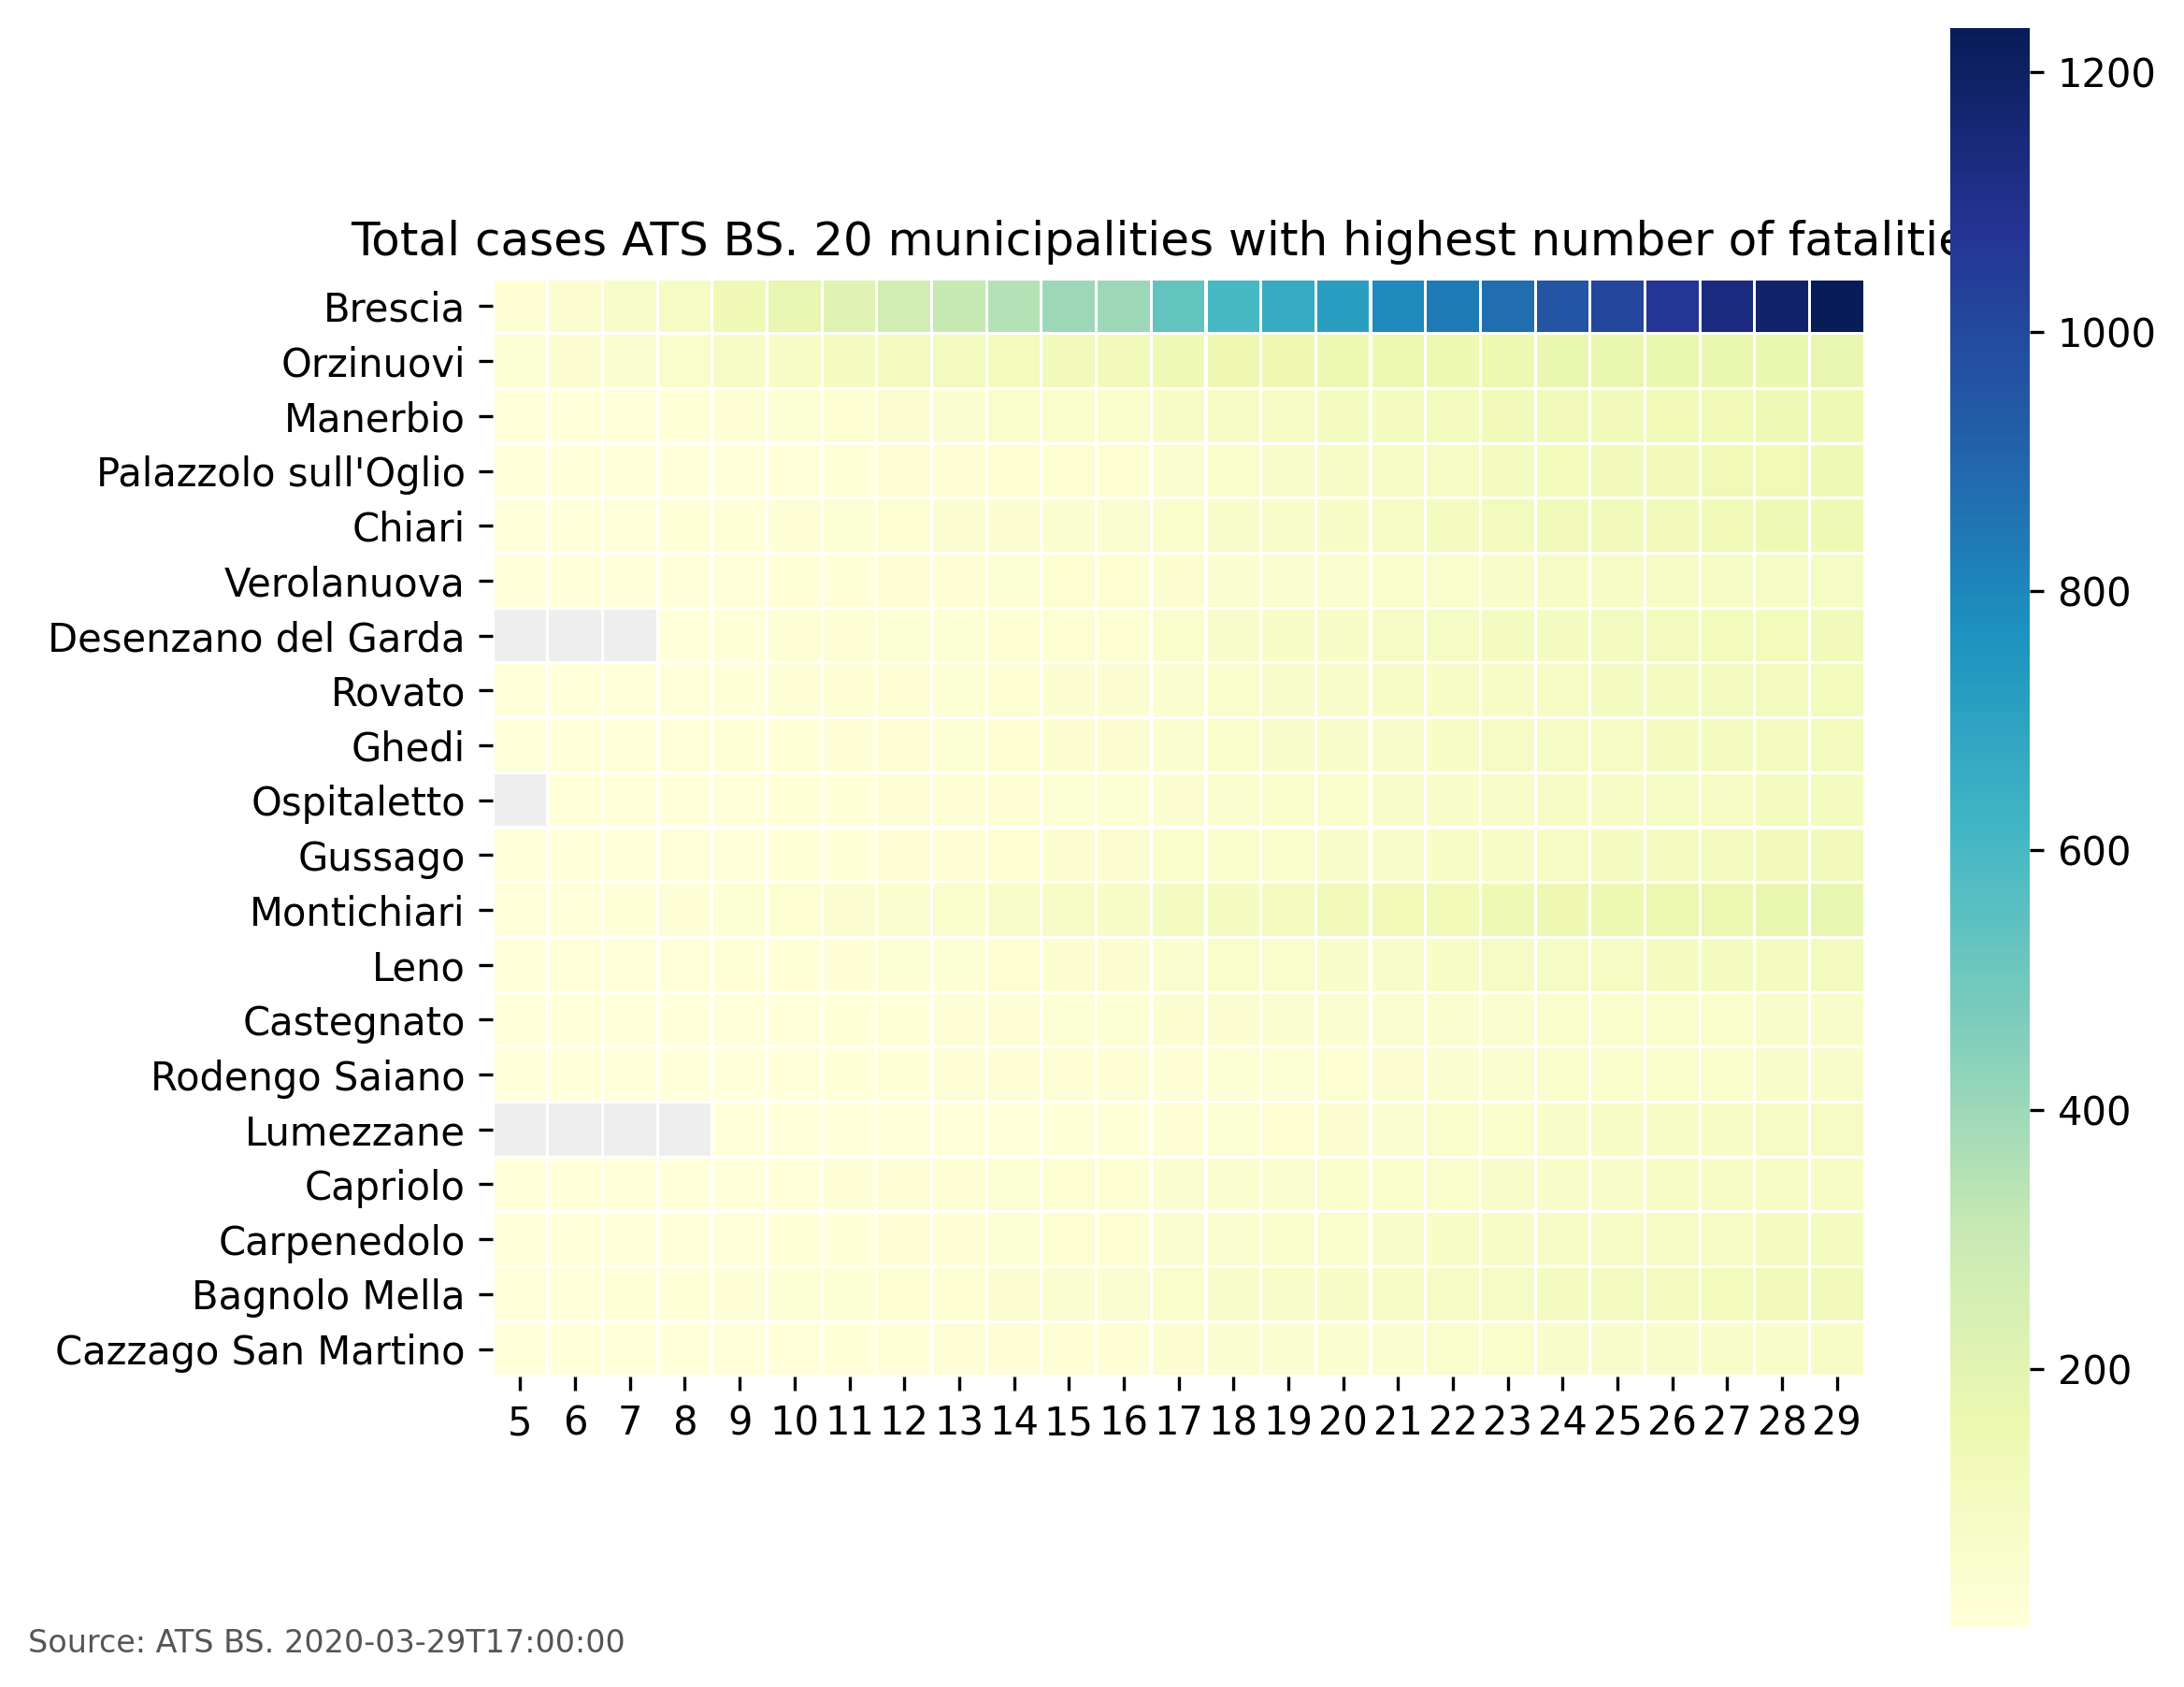 Total cases ATS BS. 20 municipalities with highest number of fatalitie
Brescia
Orzinuovi
Manerbio
Palazzolo sull'Oglio
Chiari
Verolanuova
Desenzano del Garda
Rovato
Ghedi
Ospitaletto
Gussago
Montichiari
Leno
Castegnato
Rodengo Saiano
Lumezzane
Capriolo
Carpenedolo
Bagnolo Mella
Cazzago San Martino
5 6 7 8 9 10 11 12 13 14 15 16 17 18 19 20 21 22 23 24 25 26 27 28 29
1200
1000
800
600
400
200
Source: ATS BS. 2020-03-29T17:00:00